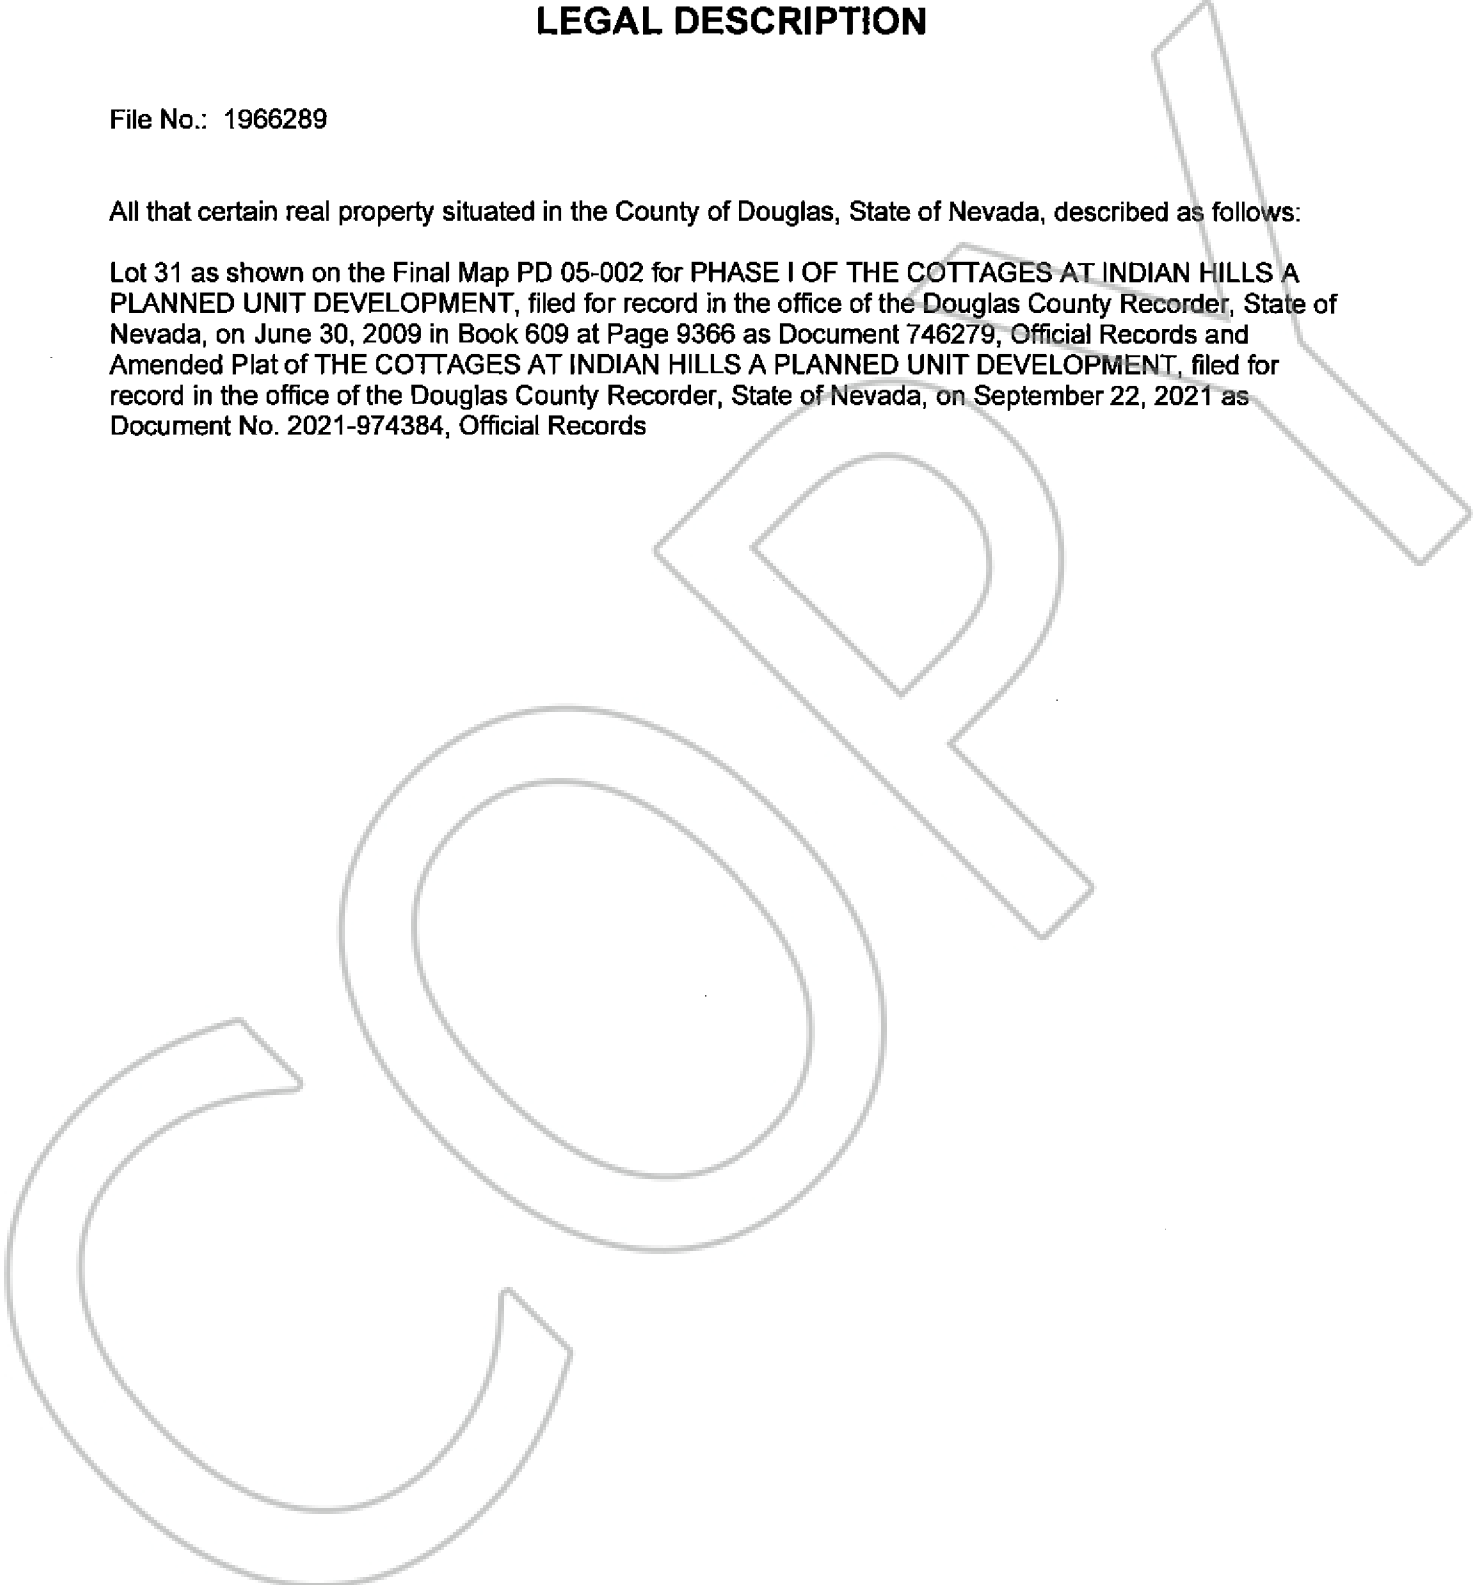 LEGAL DESCRIPTION
File No.: 1966289
All that certain real property situated in the County of Douglas, State of Nevada, described as follows:
Lot 31 as shown on the Final Map PD 05-002 for PHASE I OF THE COTTAGES AT INDIAN HILLS A
PLANNED UNIT DEVELOPMENT, filed for record in the office of the Douglas County Recorder, State of
Nevada, on June 30, 2009 in Book 609 at Page 9366 as Document 746279, Official Records and
Amended Plat of THE COTTAGES AT INDIAN HILLS A PLANNED UNIT DEVELOPMENT, filed for
record in the office of the Douglas County Recorder, State of Nevada, on September 22, 2021 as
Document No. 2021-974384, Official Records
COPY